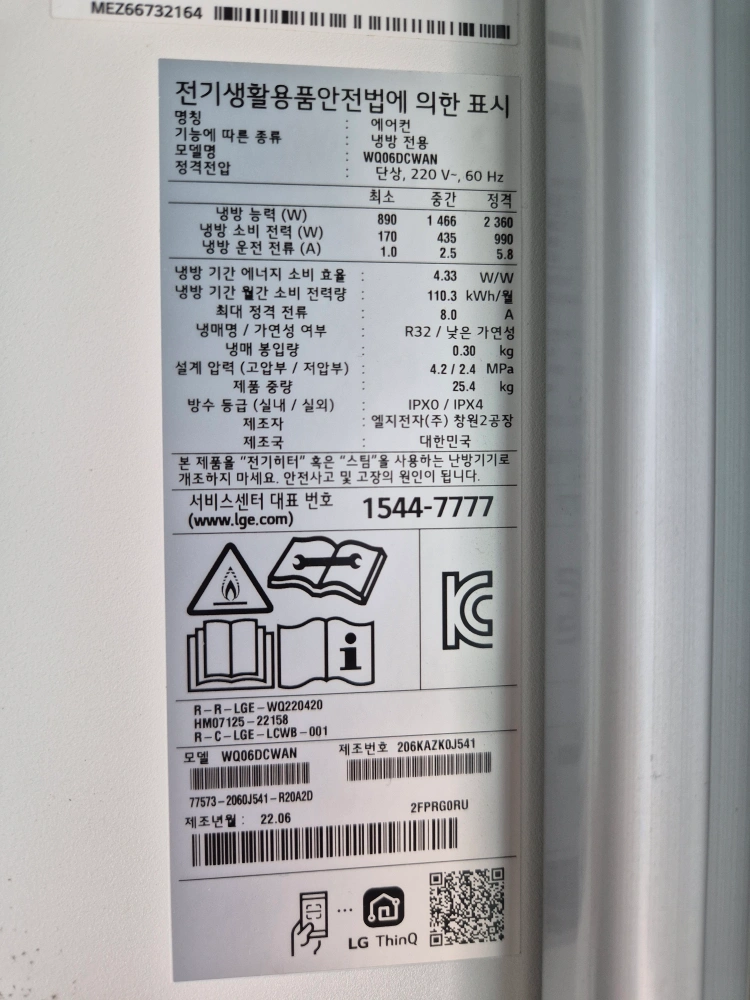 MEZ66732164
전기생활용품안전법에 의한 표시
명칭 : 에어컨
기능에 따른 종류 : 냉방 전용
모델명 : WQ06DCWAN
정격전압 : 단상, 220 V~, 60 Hz
최소 중간 정격
냉방 능력 (W) 890 1 466 2 360
냉방 소비 전력 (W) 170 435 990
냉방 운전 전류 (A) 1.0 2.5 5.8
냉방 기간 에너지 소비 효율 : 4.33 W/W
냉방 기간 월간 소비 전력량 : 110.3 kWh/월
최대 정격 전류 : 8.0 A
냉매명 / 가연성 여부 : R32 / 낮은 가연성
냉매 봉입량 : 0.30 kg
설계 압력 (고압부 / 저압부) : 4.2 / 2.4 MPa
제품 중량 : 25.4 kg
방수 등급 (실내 / 실외) : IPX0 / IPX4
제조자 : 엘지전자(주) 창원2공장
제조국 : 대한민국
본 제품을 "전기히터" 혹은 "스팀"을 사용하는 난방기기로
개조하지 마세요. 안전사고 및 고장의 원인이 됩니다.
서비스센터 대표 번호 1544-7777
(www.lge.com)
R-R-LGE-WQ220420
HM07125-22158
R-C-LGE-LCWB-001
모델 WQ06DCWAN 제조번호 206KAZK0J541
77573-2060J541-R20A2D
2FPRG0RU
제조년월 : 22.06
LG ThinQ